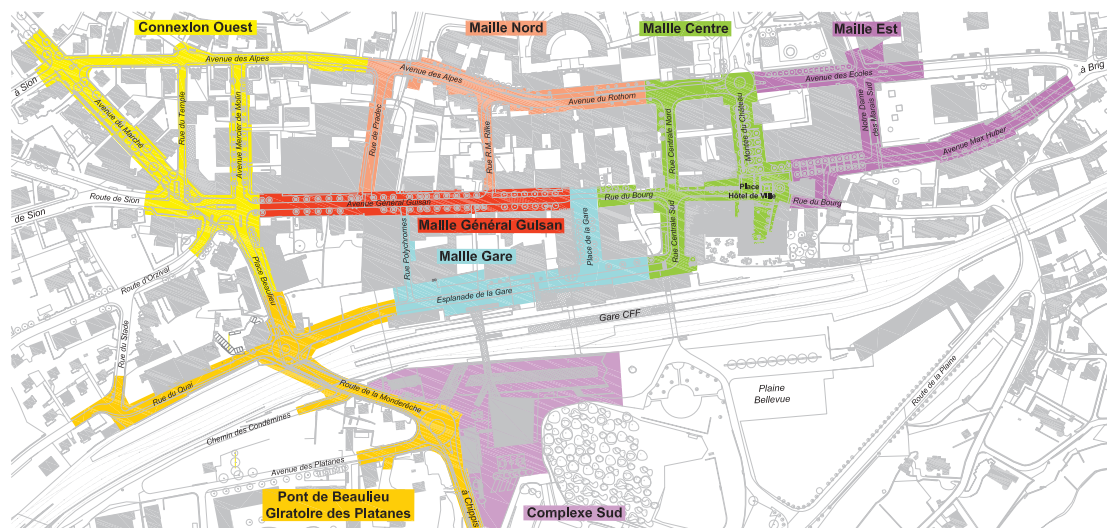 Connexion Ouest
Maille Nord
Maille Centre
Maille Est
à Sion
Avenue des Alpes
Avenue des Alpes
Avenue du Rothorn
Avenue des Ecoles
à Brig
Avenue du Marché
Rue du Temple
Avenue Mercier de Molin
Rue de Pradec
Rue R.M. Rilke
Rue Centrale Nord
Montée du Château
Notre Dame
des Marais Sud
Avenue Max Huber
Route de Sion
de Sion
Avenue Général Guisan
Rue du Bourg
Place
Hôtel de Ville
Rue du Bourg
Maille Général Guisan
Rue Polychromes
Maille Gare
Place de la Gare
Rue Centrale Sud
Route d'Orzival
Place Beaulieu
Esplanade de la Gare
Gare CFF
Rue du Stade
Rue du Quai
Route de la Monderèche
Plaine
Bellevue
Route de la Plaine
Chemin des Condémines
Avenue des Platanes
à Chippis
Pont de Beaulieu
Giratoire des Platanes
Complexe Sud